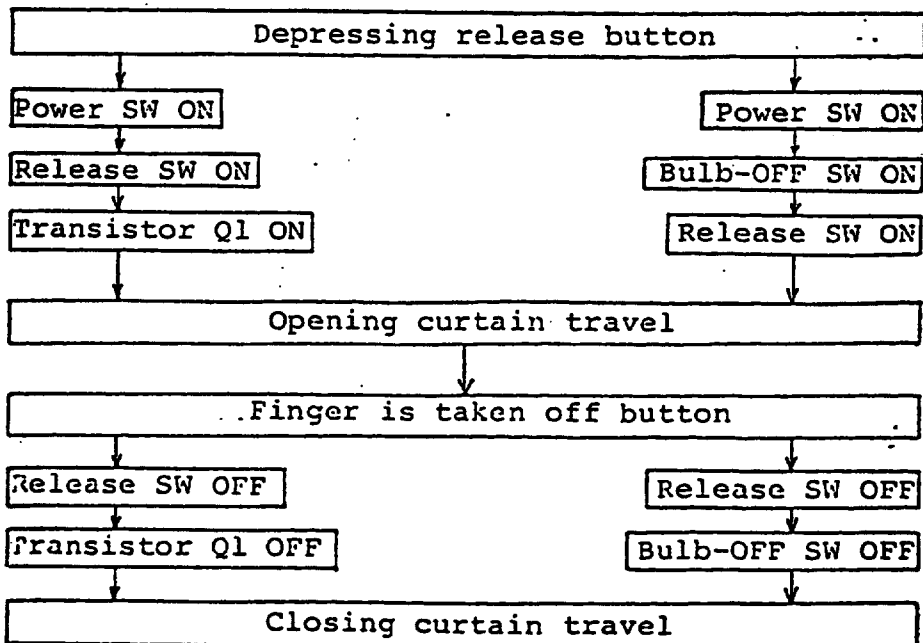 Depressing release button
Power SW ON
Power SW ON
Release SW ON
Bulb-OFF SW ON
Transistor Q1 ON
Release SW ON
Opening curtain travel
Finger is taken off button
Release SW OFF
Release SW OFF
Transistor Q1 OFF
Bulb-OFF SW OFF
Closing curtain travel